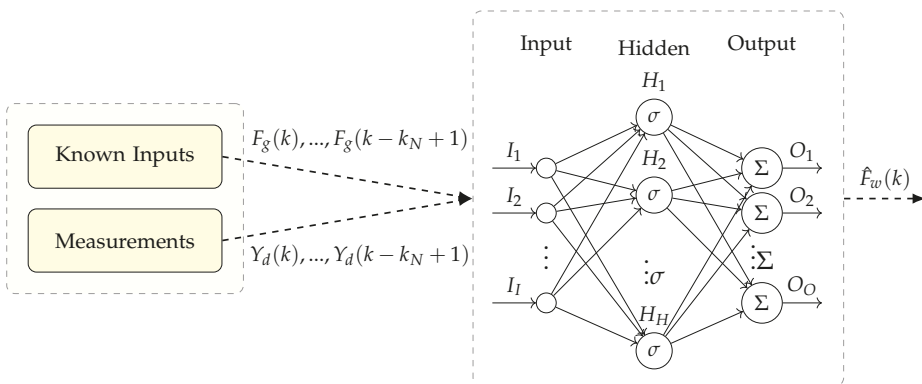 Input
Hidden
Output
H_1
σ
Known Inputs
F_g(k), ..., F_g(k − k_N + 1)
I_1
H_2
σ
Σ
O_1
I_2
Σ
O_2
F̂_w(k)
Measurements
Y_d(k), ..., Y_d(k − k_N + 1)
⋮
⋮σ
⋮Σ
I_I
H_H
σ
Σ
O_O